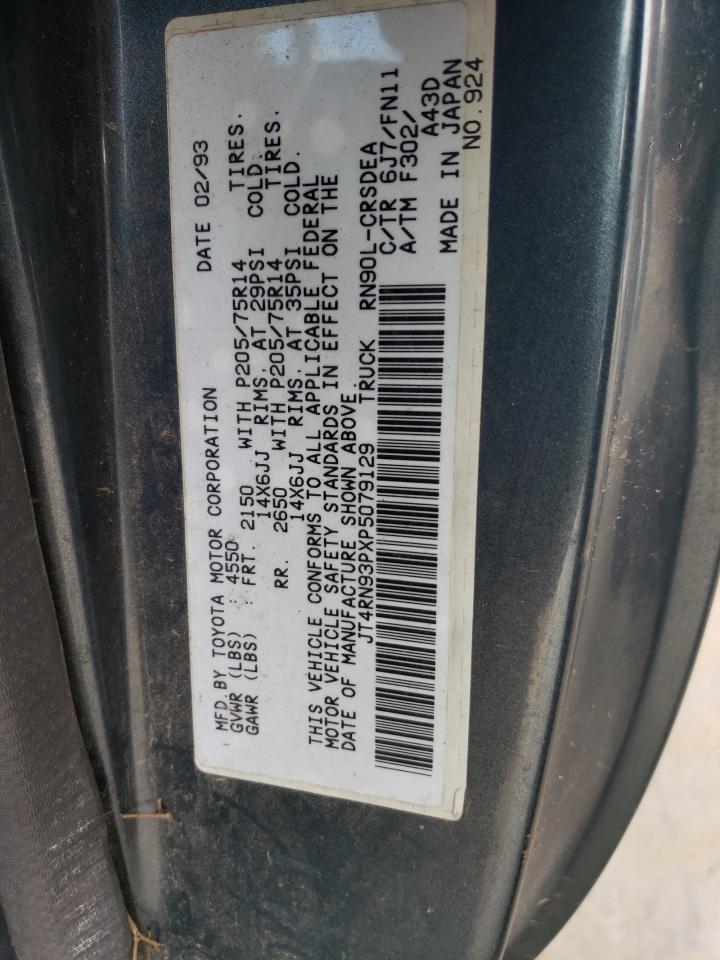 MFD. BY TOYOTA MOTOR CORPORATION DATE 02/93
GVWR (LBS) : 4550
GAWR (LBS) : FRT. 2150 WITH P205/75R14 TIRES.
14X6JJ RIMS. AT 29PSI COLD.
RR. 2650 WITH P205/75R14 TIRES.
14X6JJ RIMS. AT 35PSI COLD.
THIS VEHICLE CONFORMS TO ALL APPLICABLE FEDERAL
MOTOR VEHICLE SAFETY STANDARDS IN EFFECT ON THE
DATE OF MANUFACTURE SHOWN ABOVE.
JT4RN93PXP5079129 TRUCK RN90L-CRSDEA
C/TR 6J7/FN11
A/TM F302/
A43D
MADE IN JAPAN
NO.924